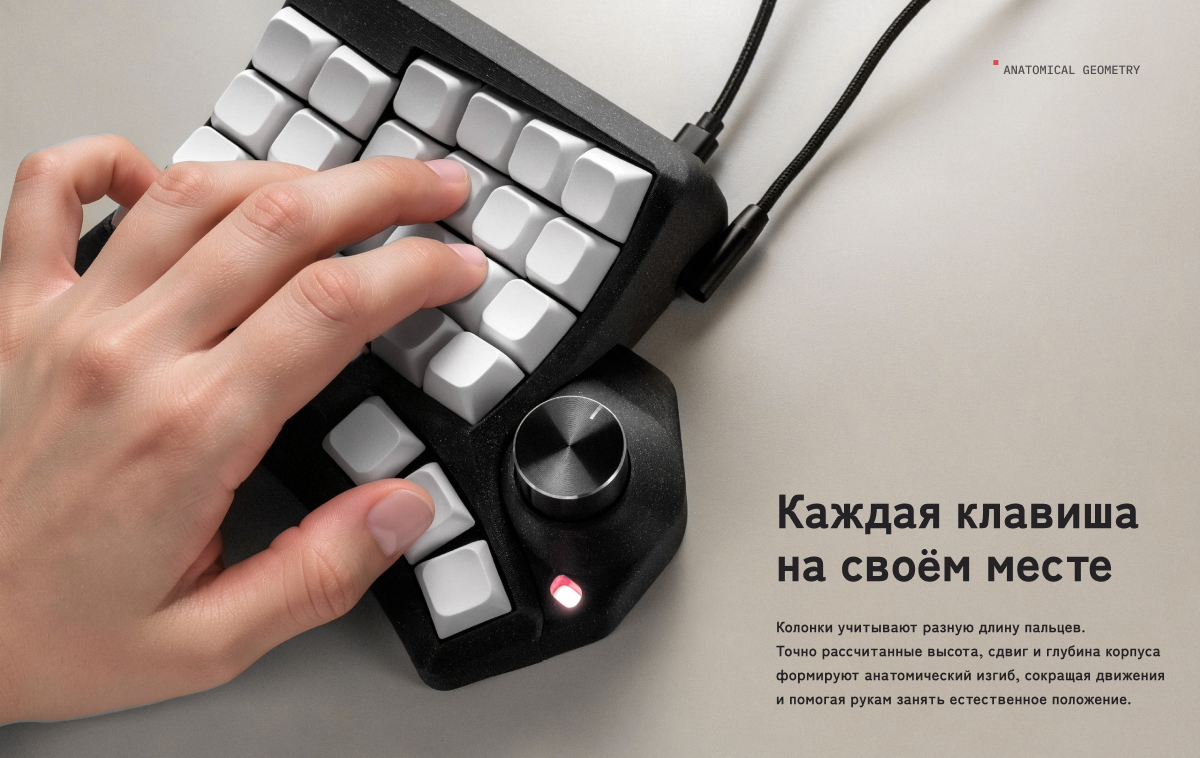 ANATOMICAL GEOMETRY
Каждая клавиша
на своём месте
Колонки учитывают разную длину пальцев.
Точно рассчитанные высота, сдвиг и глубина корпуса
формируют анатомический изгиб, сокращая движения
и помогая рукам занять естественное положение.